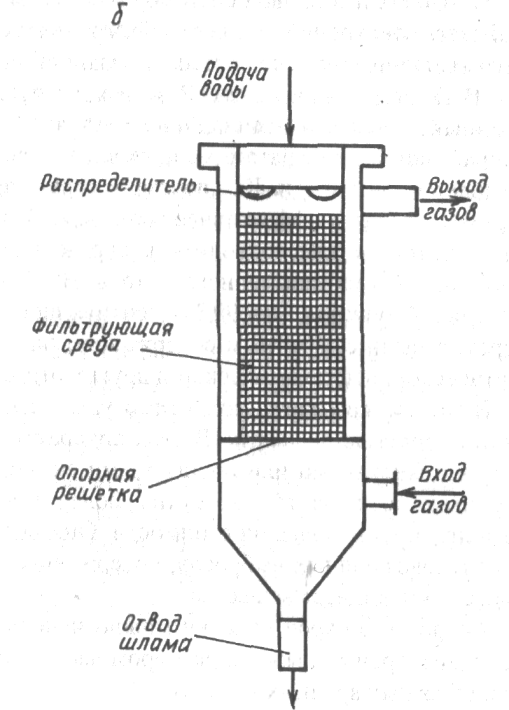 б
Подача
воды
Распределитель
Выход
газов
Фильтрующая
среда
Опорная
решетка
Вход
газов
Отвод
шлама